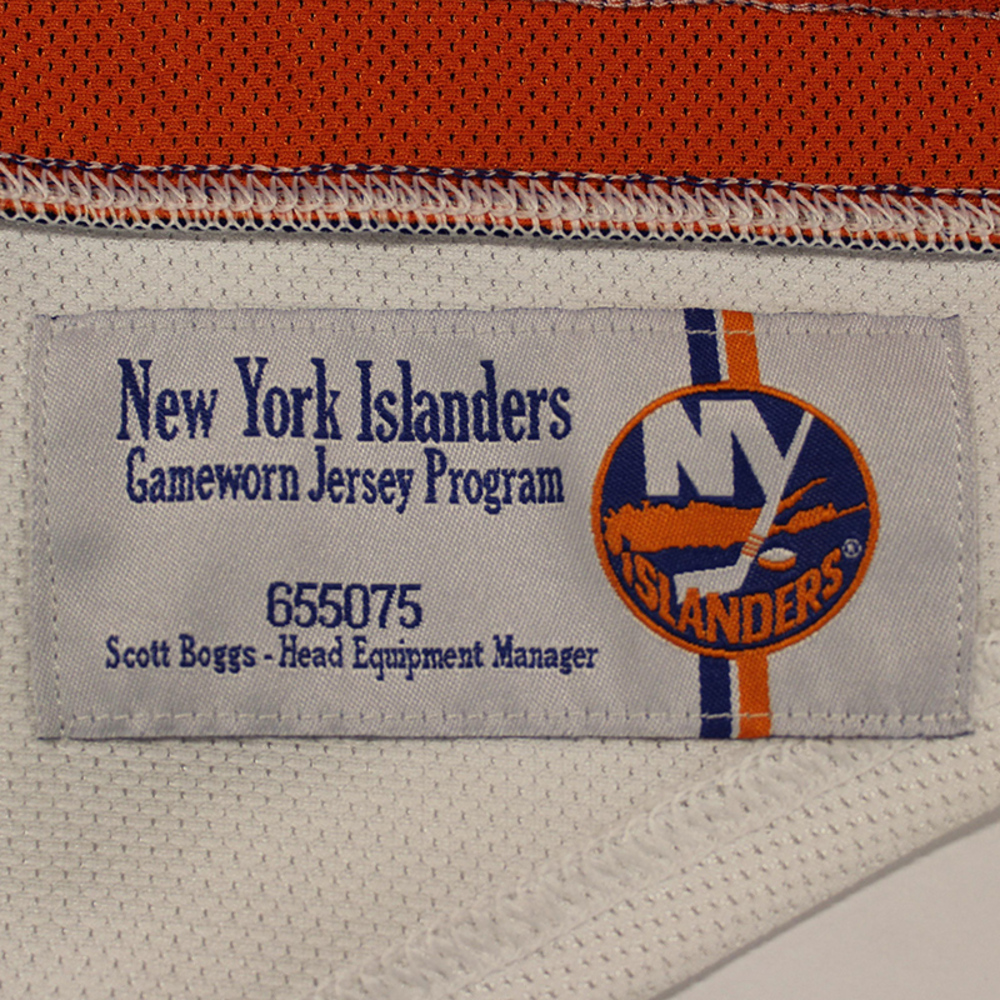 New York Islanders
Gameworn Jersey Program
655075
Scott Boggs - Head Equipment Manager
NY
ISLANDERS®